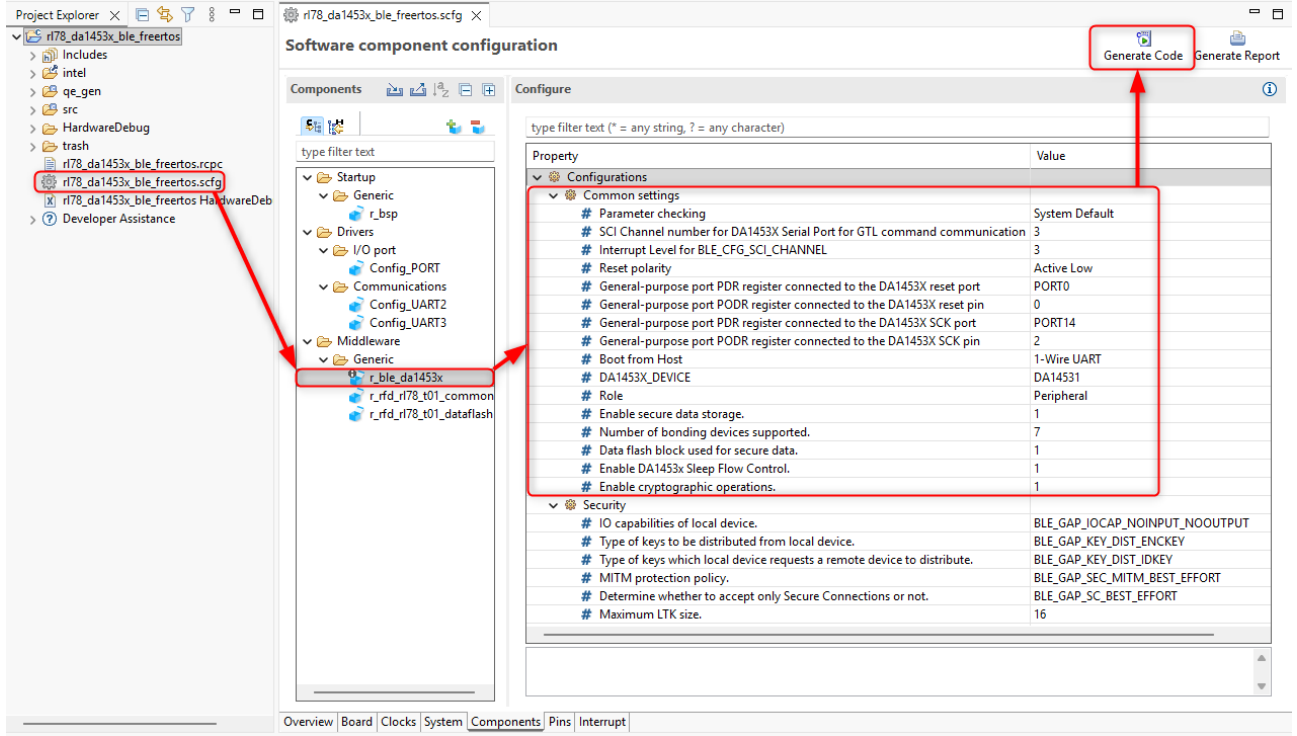 Project Explorer
rl78_da1453x_ble_freertos
Includes
intel
qe_gen
src
HardwareDebug
trash
rl78_da1453x_ble_freertos.rcpc
rl78_da1453x_ble_freertos.scfg
rl78_da1453x_ble_freertos HardwareDeb
Developer Assistance
rl78_da1453x_ble_freertos.scfg
Software component configuration
Generate Code Generate Report
Components
type filter text
Startup
Generic
r_bsp
Drivers
I/O port
Config_PORT
Communications
Config_UART2
Config_UART3
Middleware
Generic
r_ble_da1453x
r_rfd_rl78_t01_common
r_rfd_rl78_t01_dataflash
Configure
type filter text (* = any string, ? = any character)
Property Value
Configurations
Common settings
# Parameter checking System Default
# SCI Channel number for DA1453X Serial Port for GTL command communication 3
# Interrupt Level for BLE_CFG_SCI_CHANNEL 3
# Reset polarity Active Low
# General-purpose port PDR register connected to the DA1453X reset port PORT0
# General-purpose port PODR register connected to the DA1453X reset pin 0
# General-purpose port PDR register connected to the DA1453X SCK port PORT14
# General-purpose port PODR register connected to the DA1453X SCK pin 2
# Boot from Host 1-Wire UART
# DA1453X_DEVICE DA14531
# Role Peripheral
# Enable secure data storage. 1
# Number of bonding devices supported. 7
# Data flash block used for secure data. 1
# Enable DA1453x Sleep Flow Control. 1
# Enable cryptographic operations. 1
Security
# IO capabilities of local device. BLE_GAP_IOCAP_NOINPUT_NOOUTPUT
# Type of keys to be distributed from local device. BLE_GAP_KEY_DIST_ENCKEY
# Type of keys which local device requests a remote device to distribute. BLE_GAP_KEY_DIST_IDKEY
# MITM protection policy. BLE_GAP_SEC_MITM_BEST_EFFORT
# Determine whether to accept only Secure Connections or not. BLE_GAP_SC_BEST_EFFORT
# Maximum LTK size. 16
Overview Board Clocks System Components Pins Interrupt